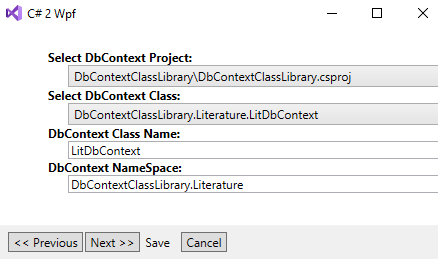 C# 2 Wpf
Select DbContext Project:
DbContextClassLibrary\DbContextClassLibrary.csproj
Select DbContext Class:
DbContextClassLibrary.Literature.LitDbContext
DbContext Class Name:
LitDbContext
DbContext NameSpace:
DbContextClassLibrary.Literature
<< Previous Next >> Save Cancel